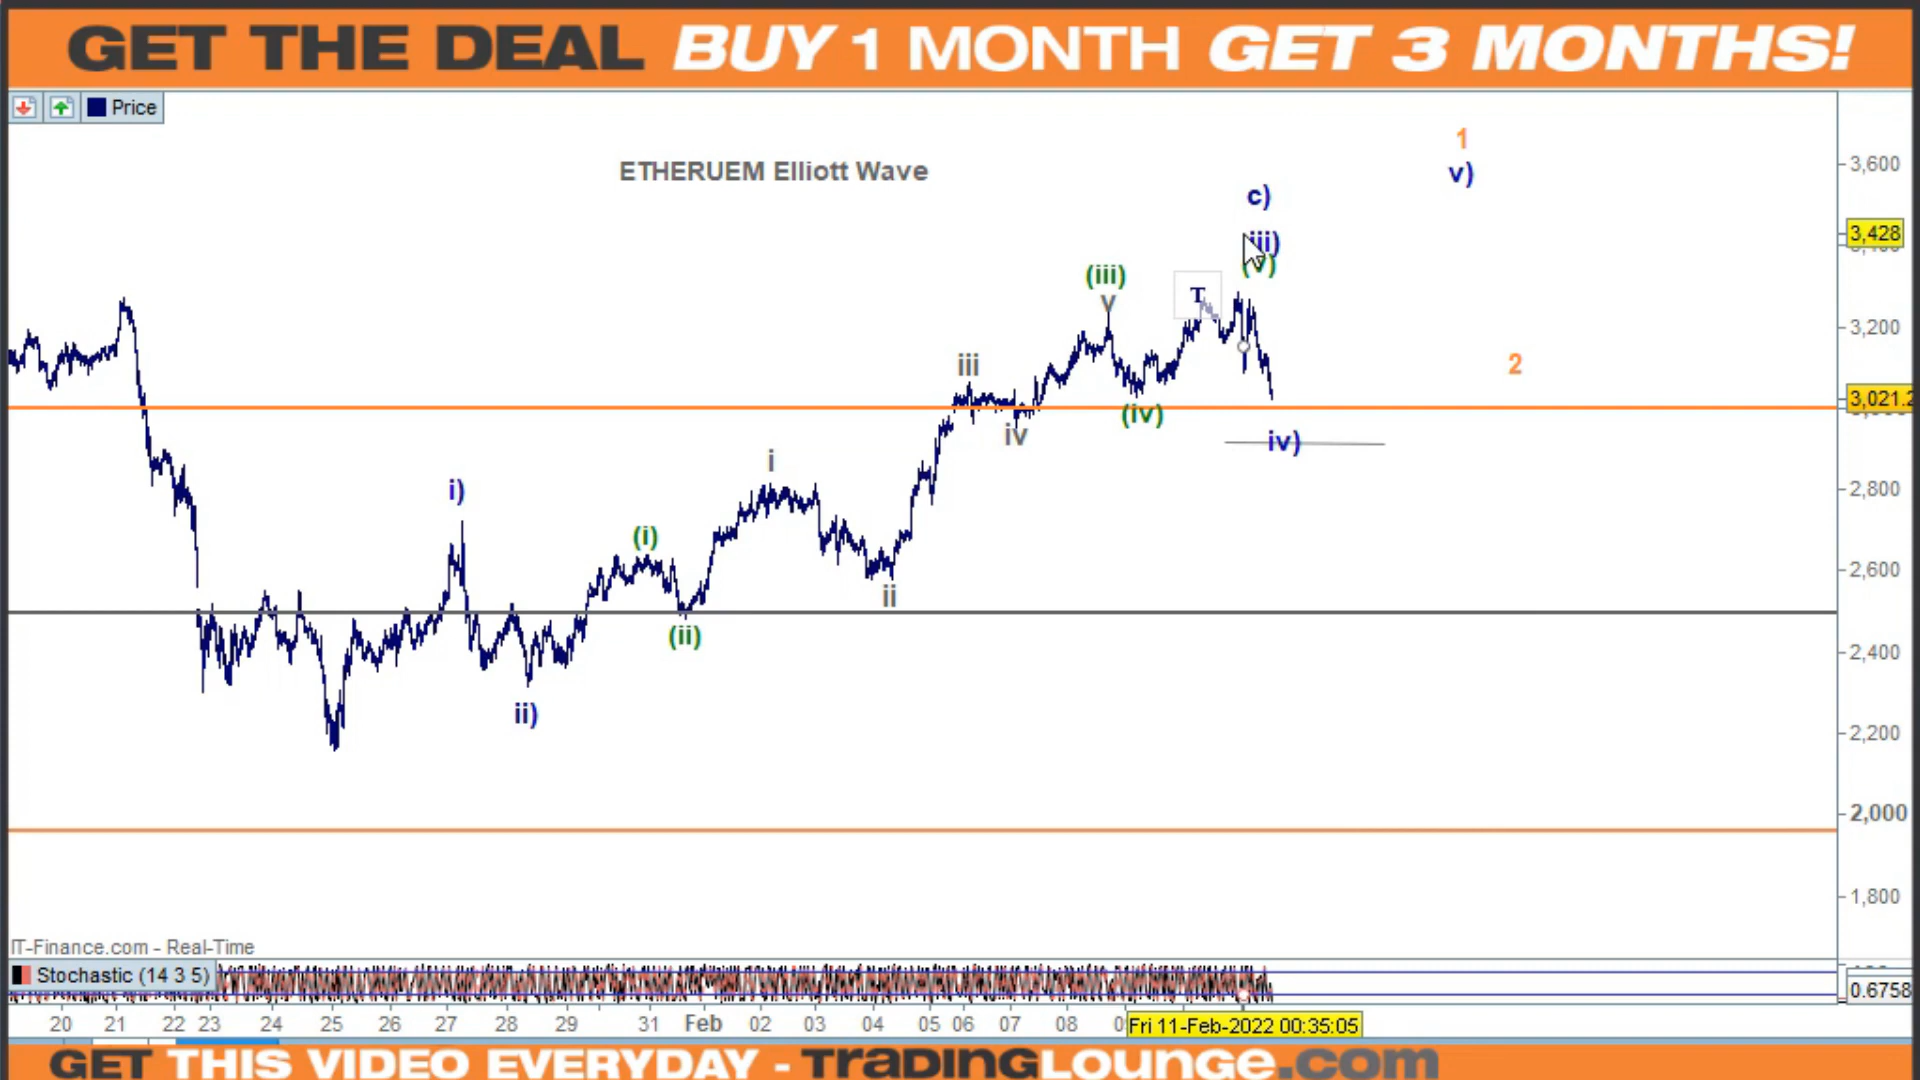 GET THE DEAL BUY 1 MONTH GET 3 MONTHS!
Price
1
ETHERUEM Elliott Wave
v)
3,600
c)
3,428
iii)
(v)
(iii)
v
T
3,200
iii
2
3,021.2
(iv)
iv
iv)
i
i)
2,800
(i)
2,600
ii
(ii)
2,400
ii)
2,200
2,000
1,800
IT-Finance.com - Real-Time
Stochastic (14 3 5)
0.6758
20 21 22 23 24 25 26 27 28 29 31 Feb 02 03 04 05 06 07 08 Fri 11-Feb-2022 00:35:05
GET THIS VIDEO EVERYDAY - TradingLounge.com